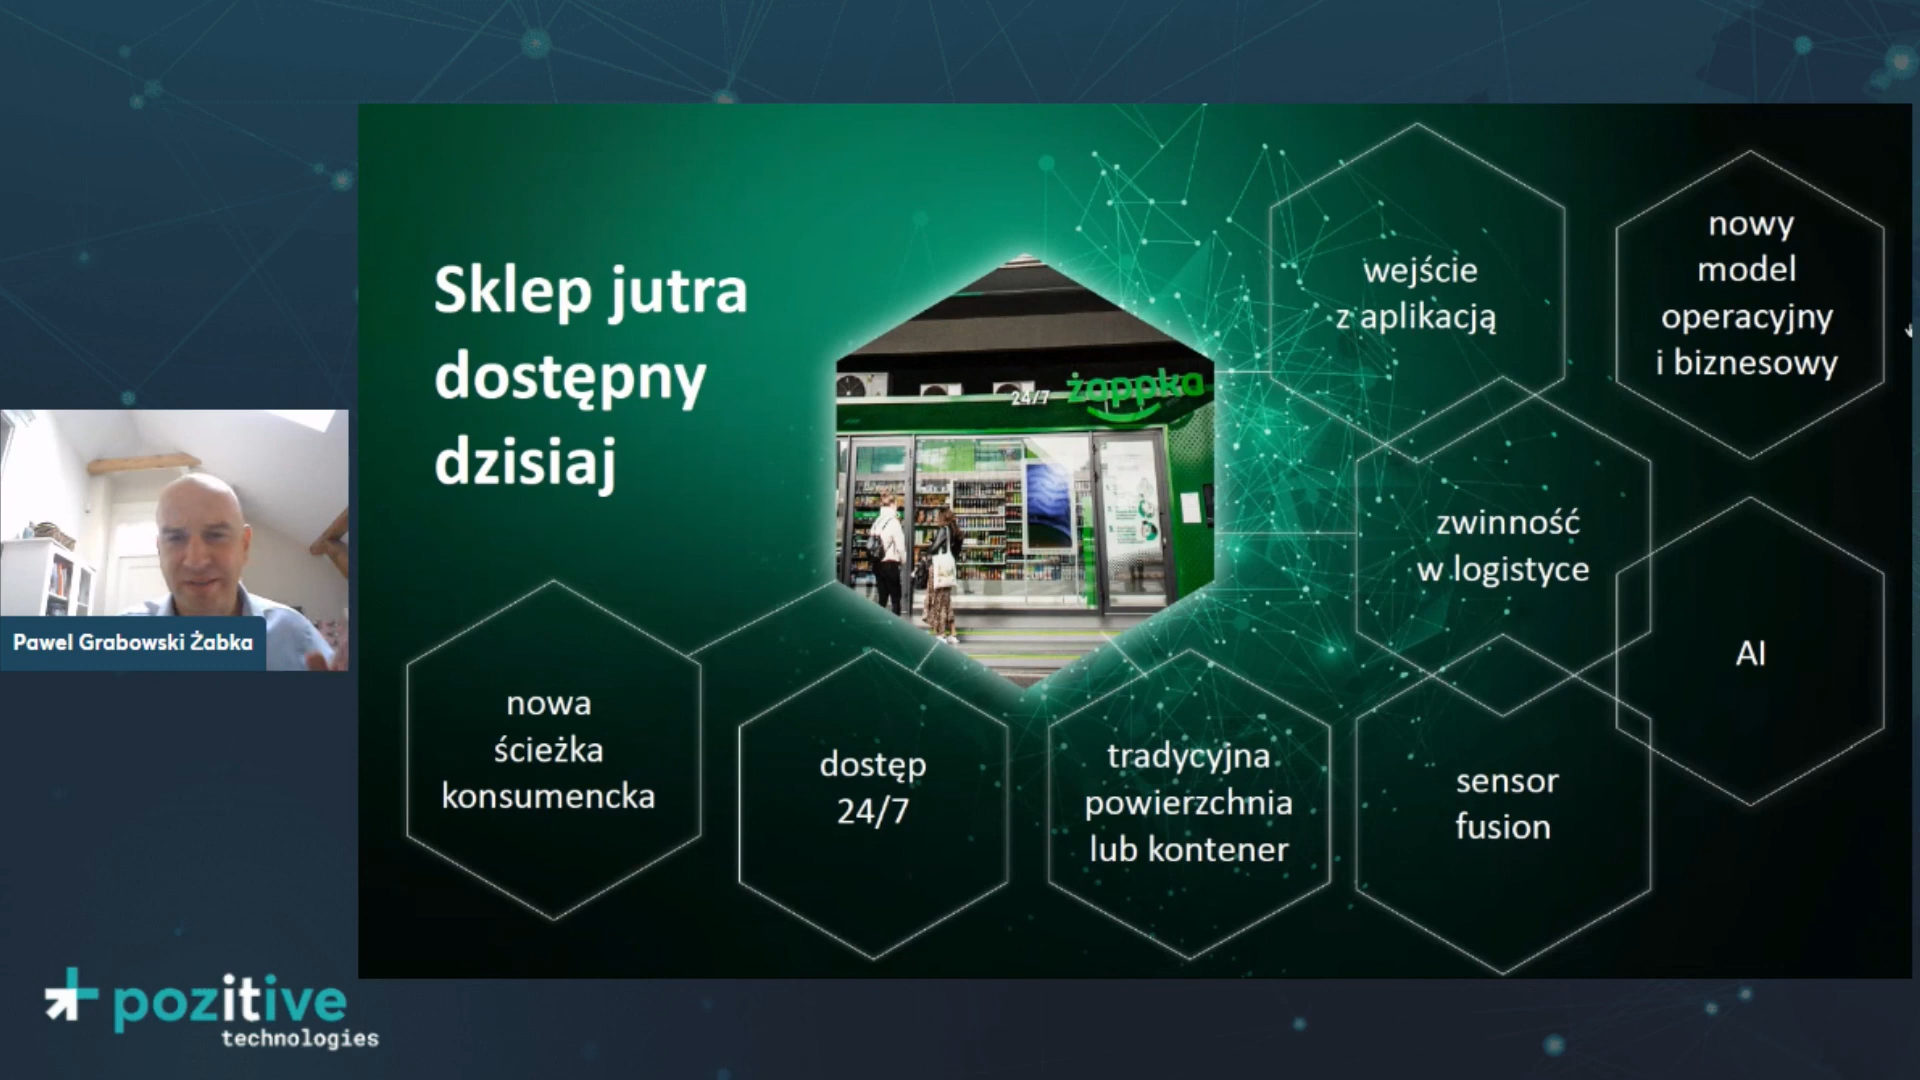 Sklep jutra
dostępny
dzisiaj
24/7 żappka
wejście
z aplikacją
nowy
model
operacyjny
i biznesowy
zwinność
w logistyce
AI
nowa
ścieżka
konsumencka
dostęp
24/7
tradycyjna
powierzchnia
lub kontener
sensor
fusion
Pawel Grabowski Żabka
pozitive
technologies